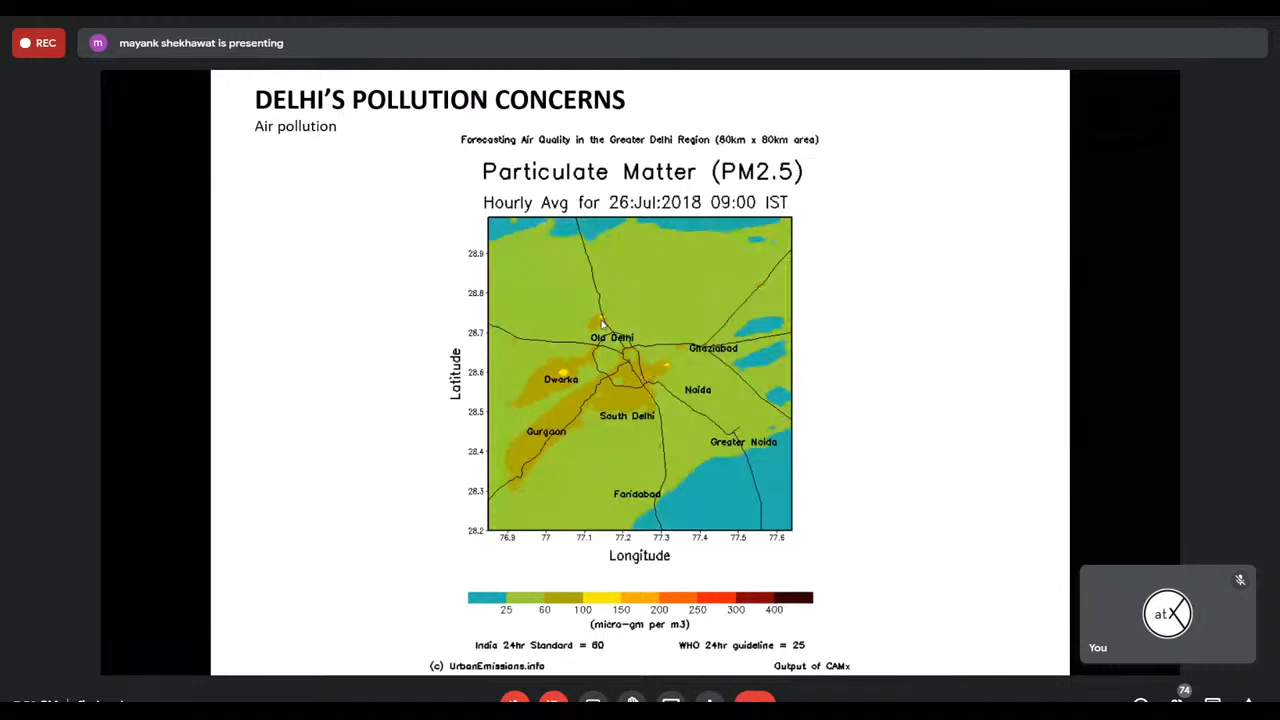 REC
m
mayank shekhawat is presenting
DELHI'S POLLUTION CONCERNS
Air pollution
Forecasting Air Quality in the Greater Delhi Region (80km x 80km area)
Particulate Matter (PM2.5)
Hourly Avg for 26:Jul:2018 09:00 IST
28.9
28.8
28.7
28.6
28.5
28.4
28.3
28.2
Latitude
Old Delhi
Ghaziabad
Dwarka
Noida
South Delhi
Gurgaon
Greater Noida
Faridabad
76.9 77 77.1 77.2 77.3 77.4 77.5 77.6
Longitude
25 60 100 150 200 250 300 400
(micro-gm per m3)
India 24hr Standard = 60 WHO 24hr guideline = 25
(c) UrbanEmissions.info Output of CAMx
atX
You
74